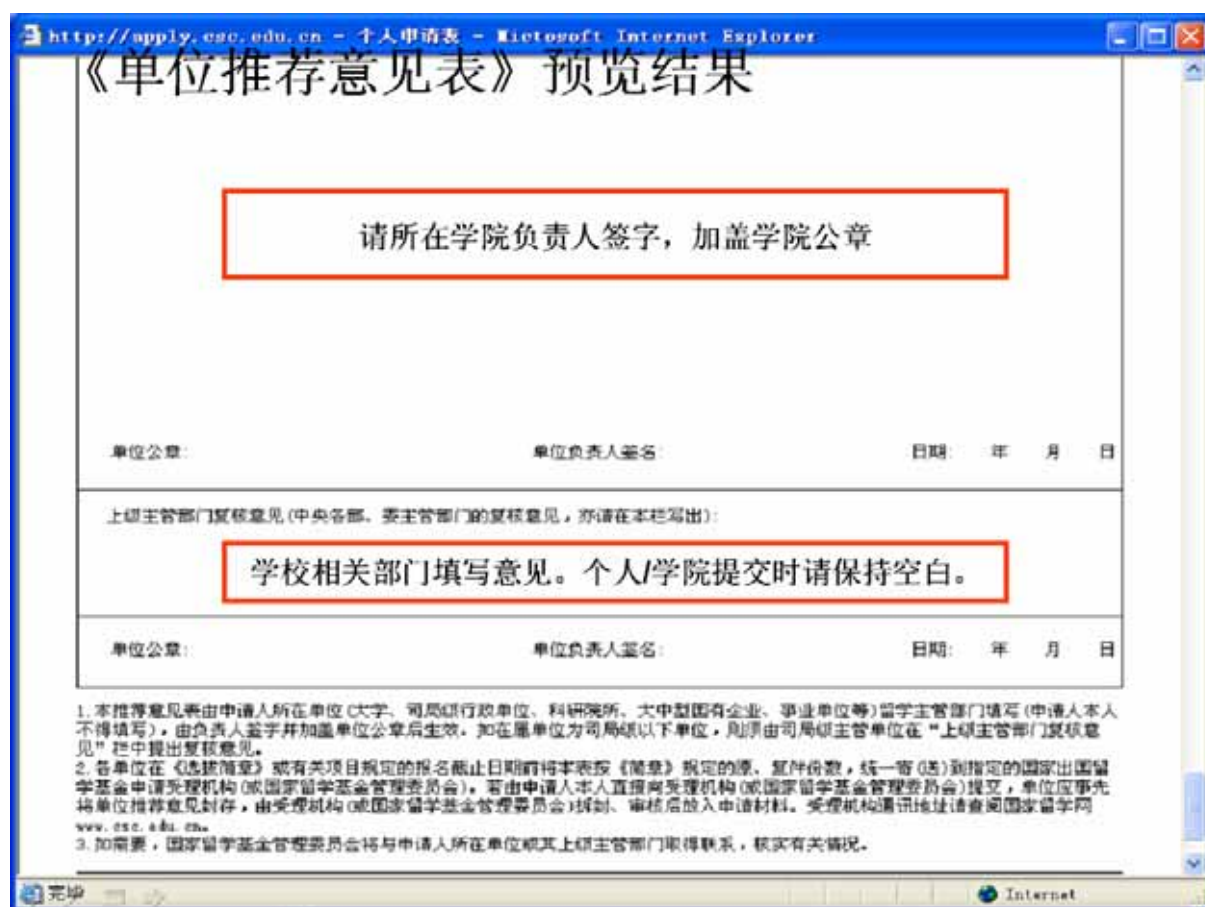 http://apply.csc.edu.cn - 个人申请表 - Mictosoft Internet Explorer
《单位推荐意见表》预览结果
请所在学院负责人签字，加盖学院公章
单位公章: 单位负责人签名: 日期: 年 月 日
上级主管部门复核意见(中央各部、委主管部门的复核意见，亦请在本栏写出):
学校相关部门填写意见。个人/学院提交时请保持空白。
单位公章: 单位负责人签名: 日期: 年 月 日
1.本推荐意见表由申请人所在单位(大学、司局级行政单位、科研院所、大中型国有企业、事业单位等)留学主管部门填写(申请人本人
不得填写)，由负责人签字并加盖单位公章后生效。如在属单位为司局级以下单位，则须由司局级主管单位在“上级主管部门复核意
见”栏中提出复核意见。
2.各单位在《选拔简章》或有关项目规定的报名截止日期前将本表按《简章》规定的原、复件份数，统一寄(送)到指定的国家出国留
学基金申请受理机构(或国家留学基金管理委员会)。若由申请人本人直接向受理机构(或国家留学基金管理委员会)提交，单位应事先
将单位推荐意见封存，由受理机构(或国家留学基金管理委员会)拆封、审核后放入申请材料。受理机构通讯地址请查阅国家留学网
www.csc.edu.cn。
3.如需要，国家留学基金管理委员会将与申请人所在单位或其上级主管部门取得联系，核实有关情况。
完毕 Internet